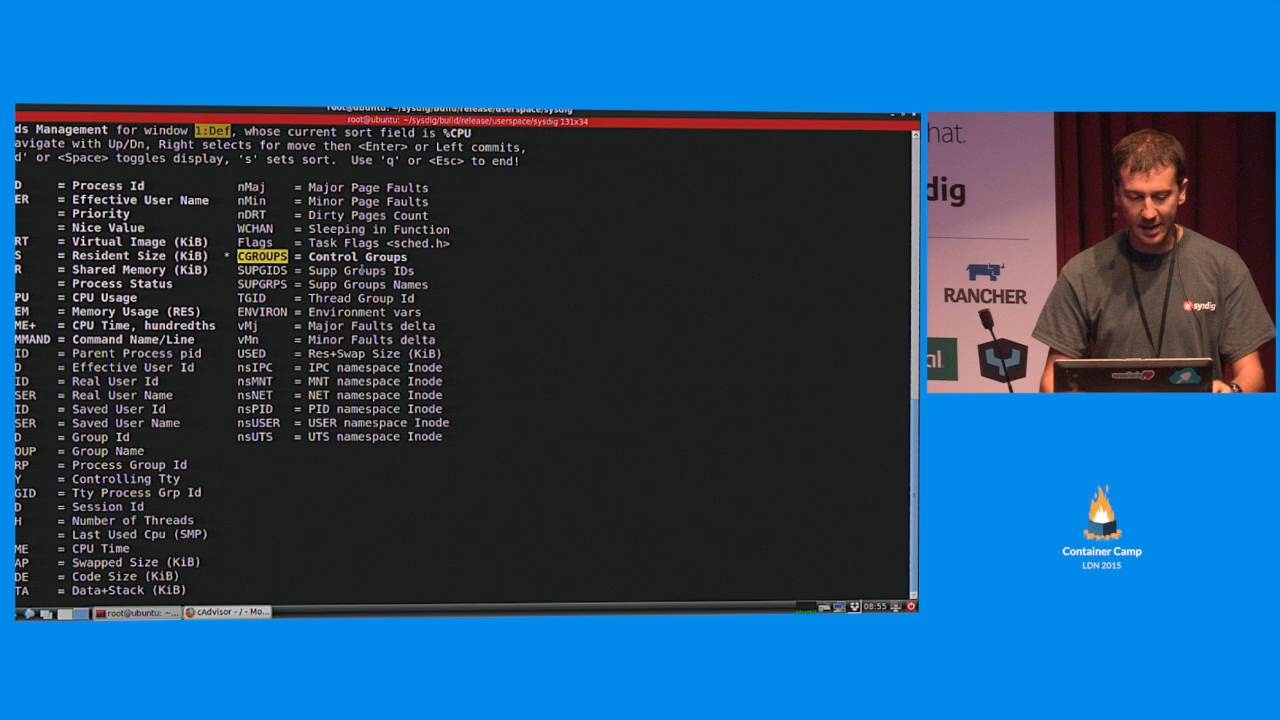 root@ubuntu: ~/sysdig/build/release/userspace/sysdig
root@ubuntu: ~/sysdig/build/release/userspace/sysdig 131x34
ds Management for window 1:Def, whose current sort field is %CPU
avigate with Up/Dn, Right selects for move then <Enter> or Left commits,
d' or <Space> toggles display, 's' sets sort. Use 'q' or <Esc> to end!
D = Process Id nMaj = Major Page Faults
ER = Effective User Name nMin = Minor Page Faults
= Priority nDRT = Dirty Pages Count
= Nice Value WCHAN = Sleeping in Function
RT = Virtual Image (KiB) Flags = Task Flags <sched.h>
S = Resident Size (KiB) * CGROUPS = Control Groups
R = Shared Memory (KiB) SUPGIDS = Supp Groups IDs
= Process Status SUPGRPS = Supp Groups Names
PU = CPU Usage TGID = Thread Group Id
EM = Memory Usage (RES) ENVIRON = Environment vars
ME+ = CPU Time, hundredths vMj = Major Faults delta
MMAND = Command Name/Line vMn = Minor Faults delta
ID = Parent Process pid USED = Res+Swap Size (KiB)
D = Effective User Id nsIPC = IPC namespace Inode
ID = Real User Id nsMNT = MNT namespace Inode
SER = Real User Name nsNET = NET namespace Inode
ID = Saved User Id nsPID = PID namespace Inode
SER = Saved User Name nsUSER = USER namespace Inode
D = Group Id nsUTS = UTS namespace Inode
OUP = Group Name
RP = Process Group Id
Y = Controlling Tty
GID = Tty Process Grp Id
D = Session Id
H = Number of Threads
= Last Used Cpu (SMP)
ME = CPU Time
AP = Swapped Size (KiB)
DE = Code Size (KiB)
TA = Data+Stack (KiB)
root@ubuntu: ~...
cAdvisor - / - Mo...
08:55
hat.
dig
RANCHER
al
sysdig
Container Camp
LDN 2015